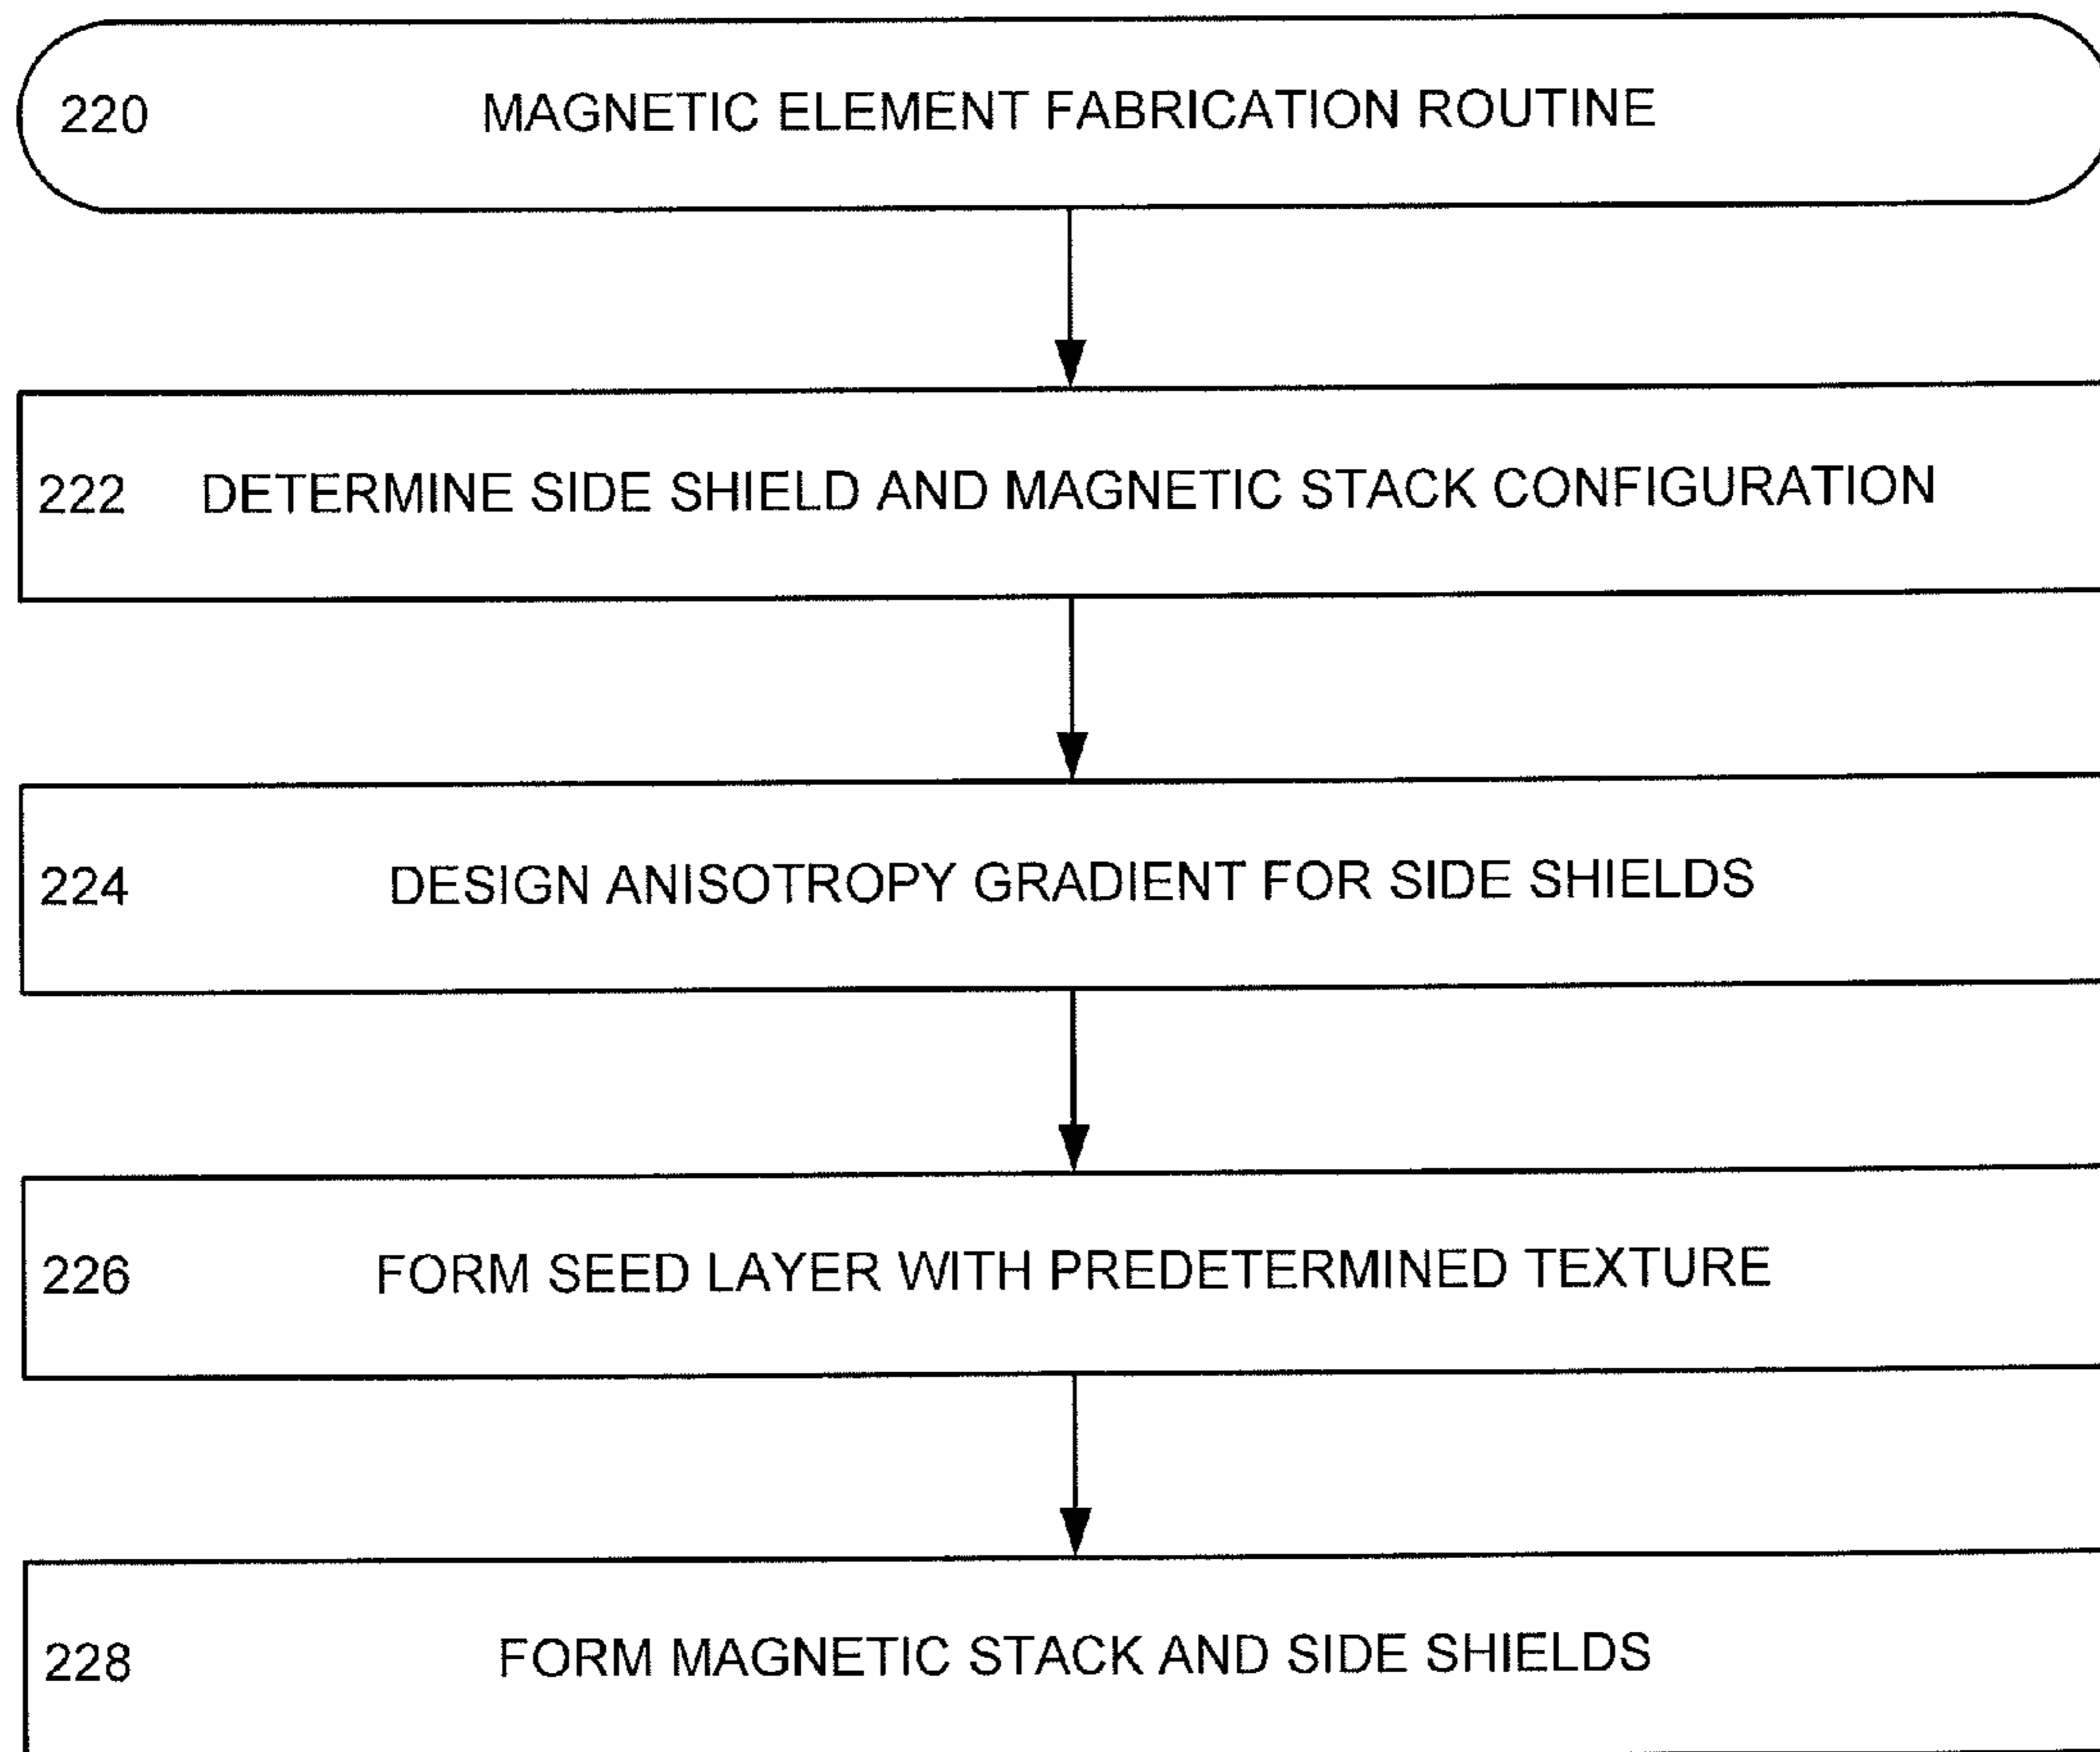 220 MAGNETIC ELEMENT FABRICATION ROUTINE
222 DETERMINE SIDE SHIELD AND MAGNETIC STACK CONFIGURATION
224 DESIGN ANISOTROPY GRADIENT FOR SIDE SHIELDS
226 FORM SEED LAYER WITH PREDETERMINED TEXTURE
228 FORM MAGNETIC STACK AND SIDE SHIELDS